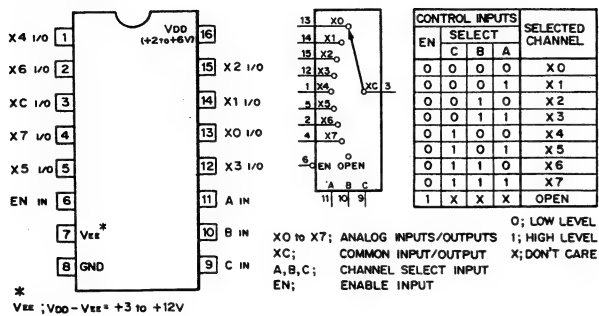 X4 I/O 1
X6 I/O 2
XC I/O 3
X7 I/O 4
X5 I/O 5
EN IN 6
7 VEE*
8 GND
VDD 16
(+2 TO +6V)
15 X2 I/O
14 X1 I/O
13 X0 I/O
12 X3 I/O
11 A IN
10 B IN
9 C IN
*
VEE ; VDD - VEE = +3 to +12V
13 X0
14 X1
15 X2
12 X3
1 X4
5 X5
2 X6
4 X7
XC 3
6 EN OPEN
A B C
11 10 9
CONTROL INPUTS SELECTED CHANNEL
EN SELECT
C B A
0 0 0 0 X0
0 0 0 1 X1
0 0 1 0 X2
0 0 1 1 X3
0 1 0 0 X4
0 1 0 1 X5
0 1 1 0 X6
0 1 1 1 X7
1 X X X OPEN
0; LOW LEVEL
1; HIGH LEVEL
X; DON'T CARE
X0 to X7; ANALOG INPUTS/OUTPUTS
XC; COMMON INPUT/OUTPUT
A,B,C; CHANNEL SELECT INPUT
EN; ENABLE INPUT